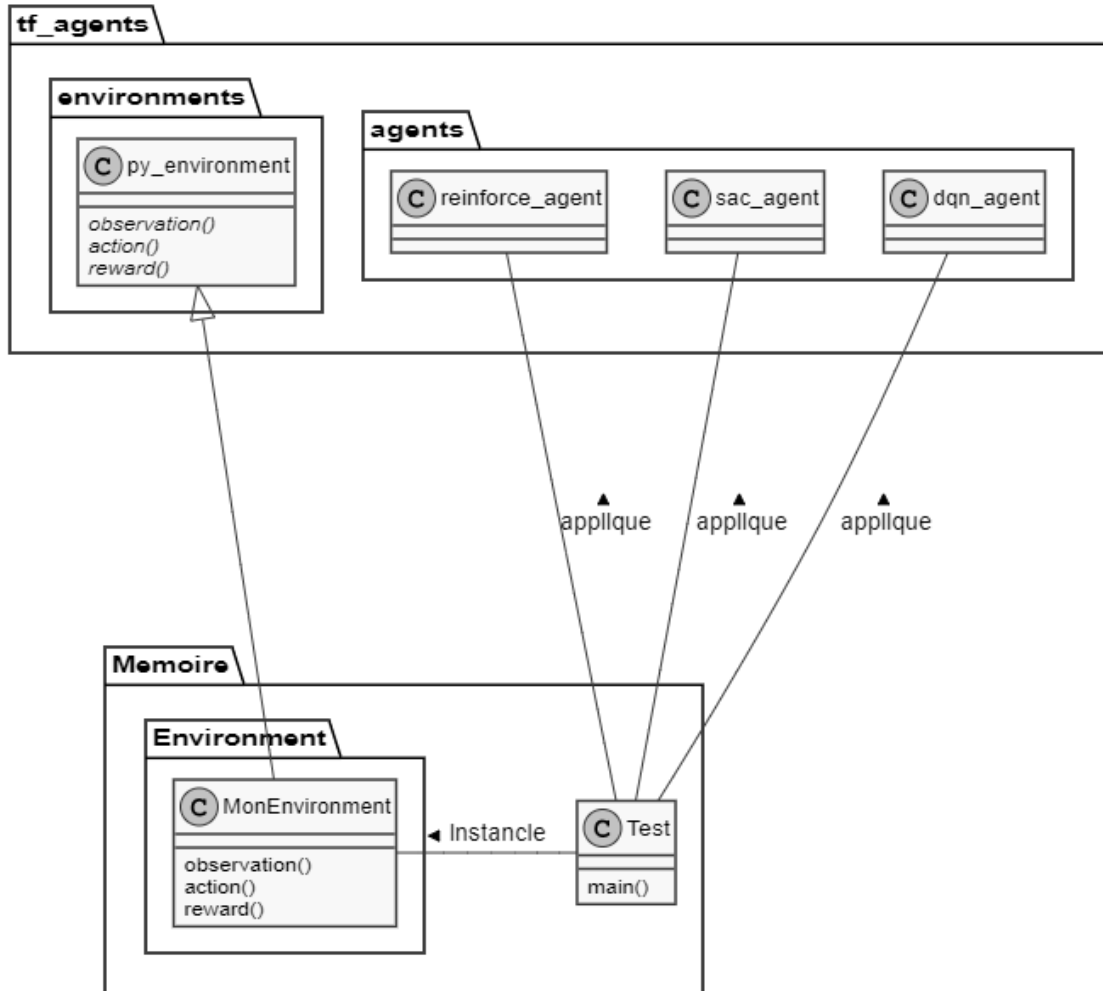 tf_agents
environments
C py_environment
observation()
action()
reward()
agents
C reinforce_agent
C sac_agent
C dqn_agent
▲
applique
▲
applique
▲
applique
Memoire
Environment
C MonEnvironment
observation()
action()
reward()
◄ Instancie
C Test
main()